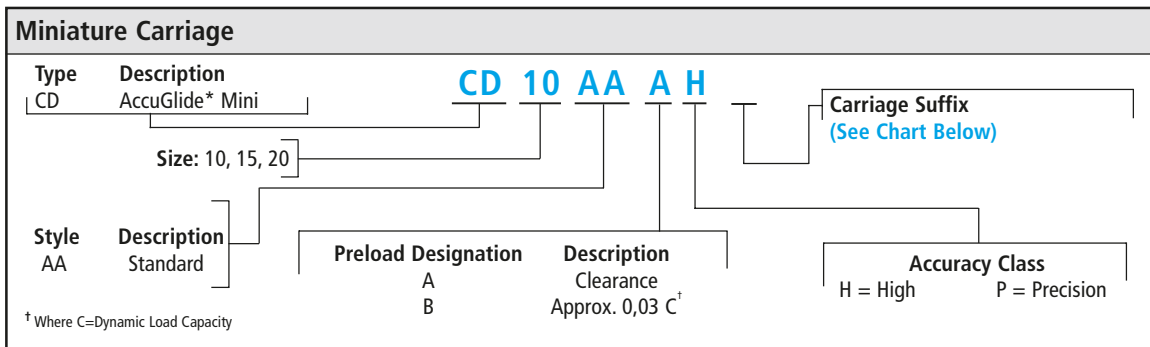 Miniature Carriage
Type Description
CD AccuGlide* Mini
CD 10 AA A H
Carriage Suffix
(See Chart Below)
Size: 10, 15, 20
Style Description
AA Standard
Preload Designation Description
A Clearance
B Approx. 0,03 C†
Accuracy Class
H = High P = Precision
† Where C=Dynamic Load Capacity